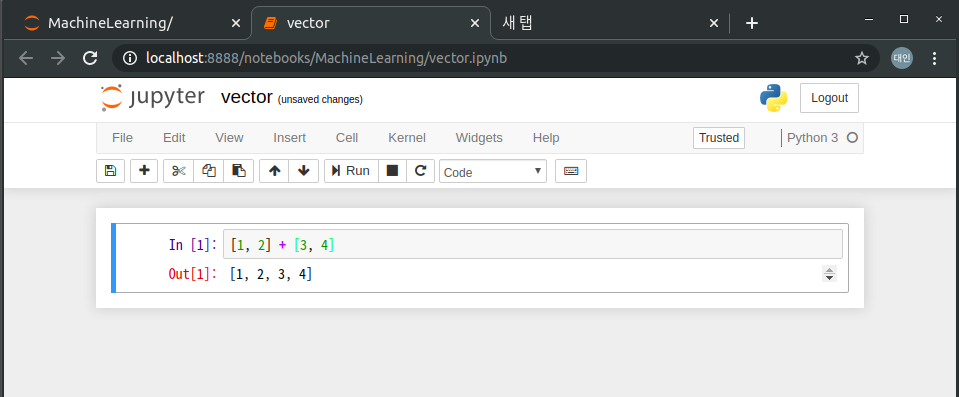 MachineLearning/ vector 새 탭
localhost:8888/notebooks/MachineLearning/vector.ipynb 대인
jupyter vector (unsaved changes) Logout
File Edit View Insert Cell Kernel Widgets Help Trusted Python 3
Run Code
In [1]: [1, 2] + [3, 4]
Out[1]: [1, 2, 3, 4]